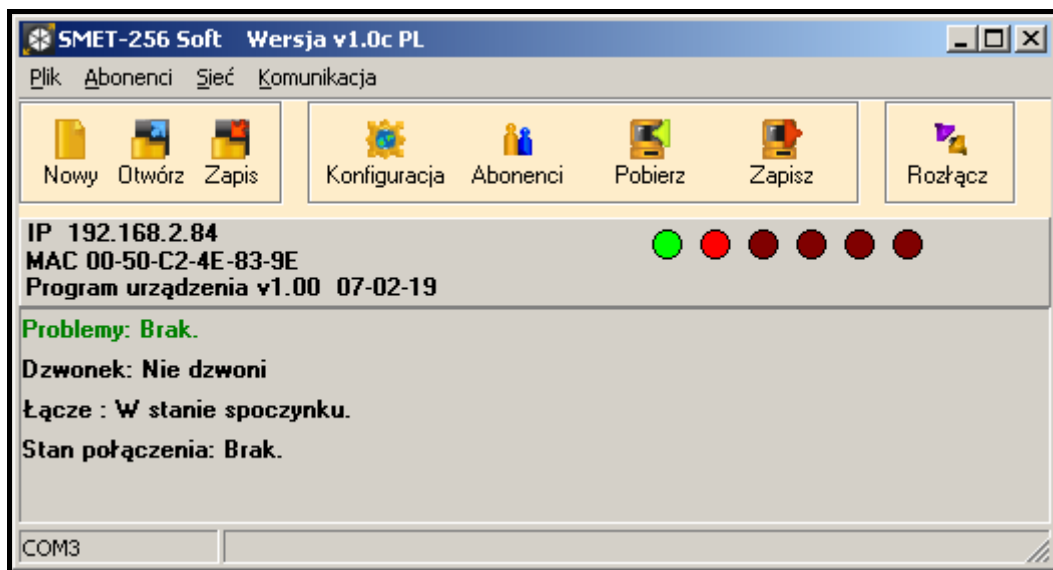 SMET-256 Soft Wersja v1.0c PL
Plik Abonenci Sieć Komunikacja
Nowy Otwórz Zapis Konfiguracja Abonenci Pobierz Zapisz Rozłącz
IP 192.168.2.84
MAC 00-50-C2-4E-83-9E
Program urządzenia v1.00 07-02-19
Problemy: Brak.
Dzwonek: Nie dzwoni
Łącze : W stanie spoczynku.
Stan połączenia: Brak.
COM3